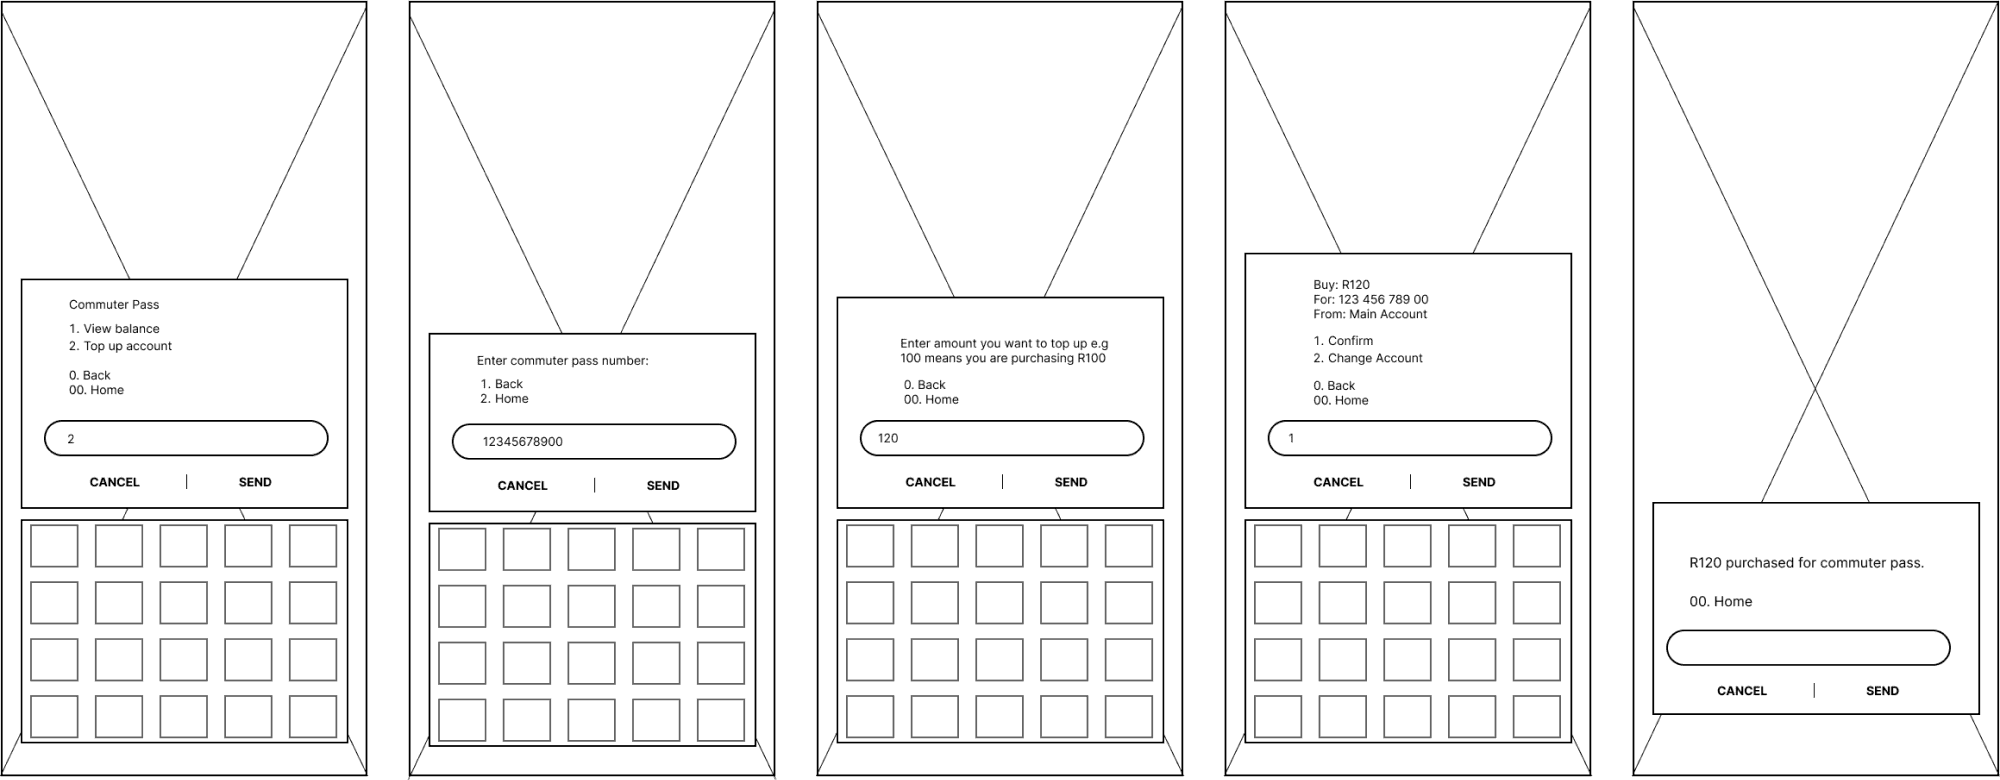 Commuter Pass
1. View balance
2. Top up account
0. Back
00. Home
2
CANCEL | SEND
Enter commuter pass number:
1. Back
2. Home
12345678900
CANCEL | SEND
Enter amount you want to top up e.g
100 means you are purchasing R100
0. Back
00. Home
120
CANCEL | SEND
Buy: R120
For: 123 456 789 00
From: Main Account
1. Confirm
2. Change Account
0. Back
00. Home
1
CANCEL | SEND
R120 purchased for commuter pass.
00. Home
CANCEL | SEND